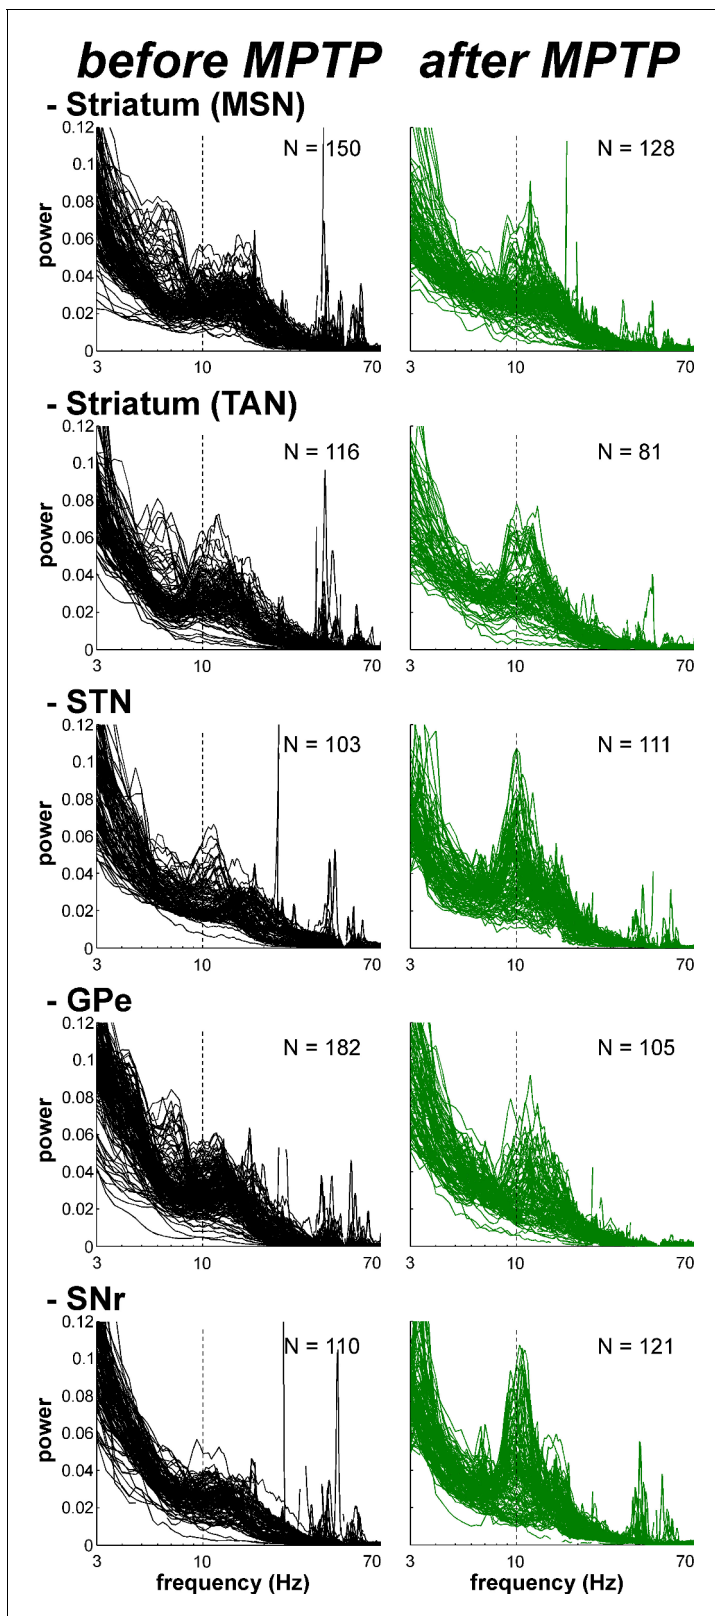 before MPTP after MPTP
- Striatum (MSN)
0.12
0.1
0.08
0.06
0.04
0.02
0
power
N = 150
N = 128
3 10 70 3 10 70
- Striatum (TAN)
0.12
0.1
0.08
0.06
0.04
0.02
0
power
N = 116
N = 81
3 10 70 3 10 70
- STN
0.12
0.1
0.08
0.06
0.04
0.02
0
power
N = 103
N = 111
3 10 70 3 10 70
- GPe
0.12
0.1
0.08
0.06
0.04
0.02
0
power
N = 182
N = 105
3 10 70 3 10 70
- SNr
0.12
0.1
0.08
0.06
0.04
0.02
0
power
N = 110
N = 121
3 10 70 3 10 70
frequency (Hz) frequency (Hz)